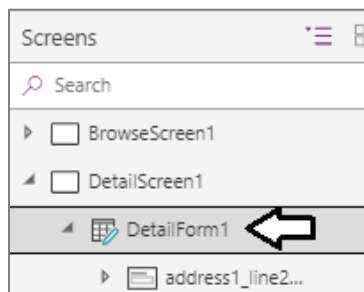 Screens
Search
BrowseScreen1
DetailScreen1
DetailForm1
address1_line2...